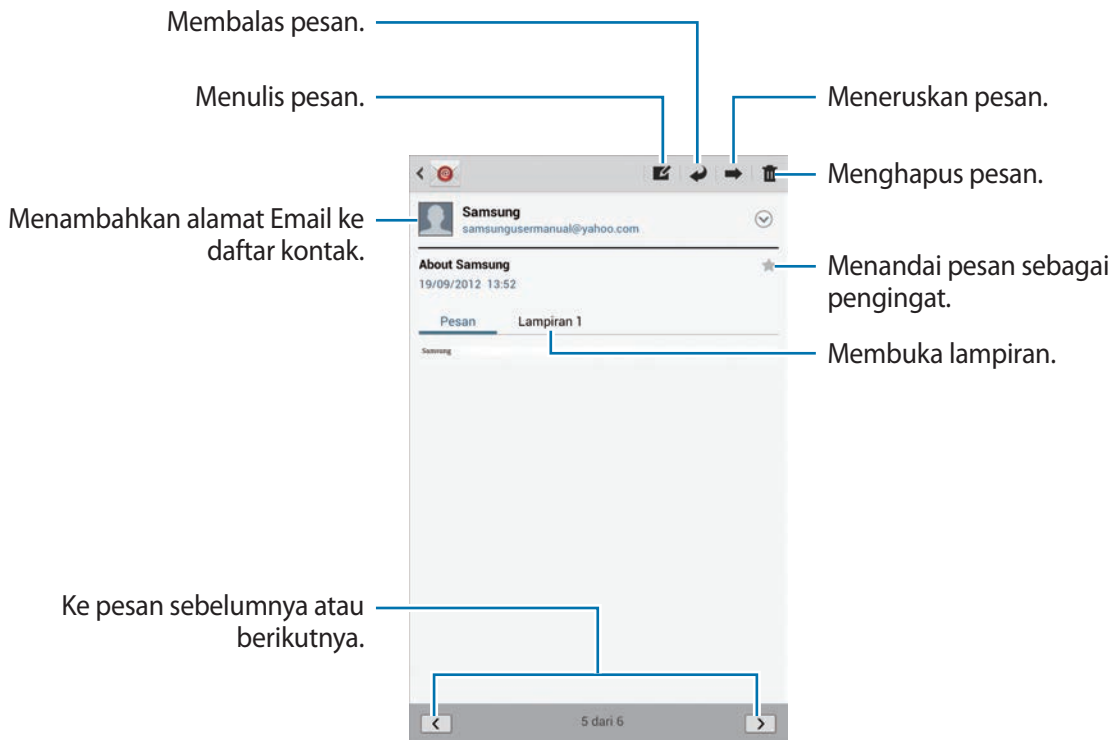 Membalas pesan.
Menulis pesan.
Meneruskan pesan.
Menghapus pesan.
Samsung
samsungusermanual@yahoo.com
Menambahkan alamat Email ke
daftar kontak.
About Samsung
19/09/2012 13:52
Menandai pesan sebagai
pengingat.
Pesan
Lampiran 1
Membuka lampiran.
Samsung
Ke pesan sebelumnya atau
berikutnya.
5 dari 6